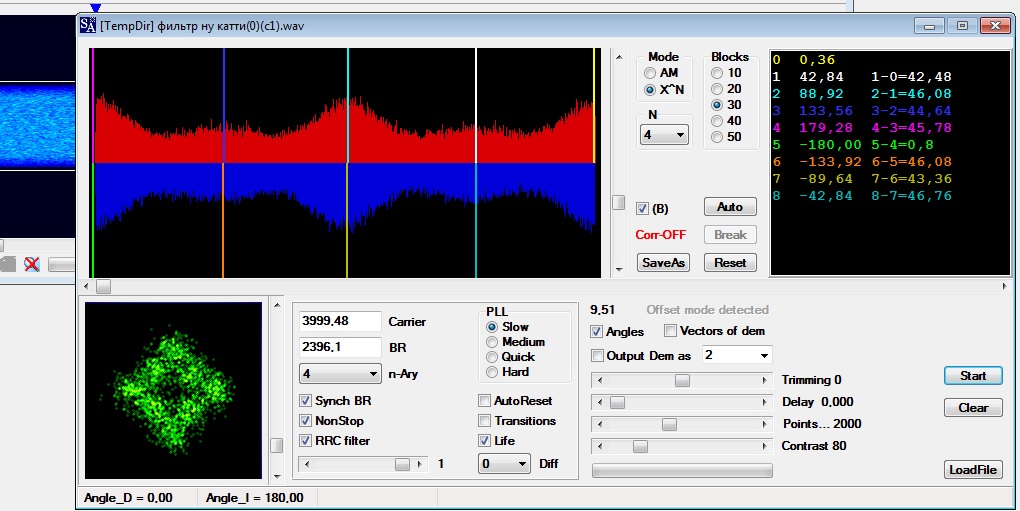 [TempDir] фильтр ну катти(0)(c1).wav
Mode
AM
X^N
N
4
Blocks
10
20
30
40
50
(B)
Auto
Corr-OFF
Break
SaveAs
Reset
0 0,36
1 42,84 1-0=42,48
2 88,92 2-1=46,08
3 133,56 3-2=44,64
4 179,28 4-3=45,78
5 -180,00 5-4=0,8
6 -133,92 6-5=46,08
7 -89,64 7-6=43,36
8 -42,84 8-7=46,76
3999,48 Carrier
2396,1 BR
4 n-Ary
Synch BR
NonStop
RRC filter
1
PLL
Slow
Medium
Quick
Hard
AutoReset
Transitions
Life
0 Diff
9,51 Offset mode detected
Angles Vectors of dem
Output Dem as 2
Trimming 0
Delay 0,000
Points... 2000
Contrast 80
Start
Clear
LoadFile
Angle_D = 0,00 Angle_I = 180,00